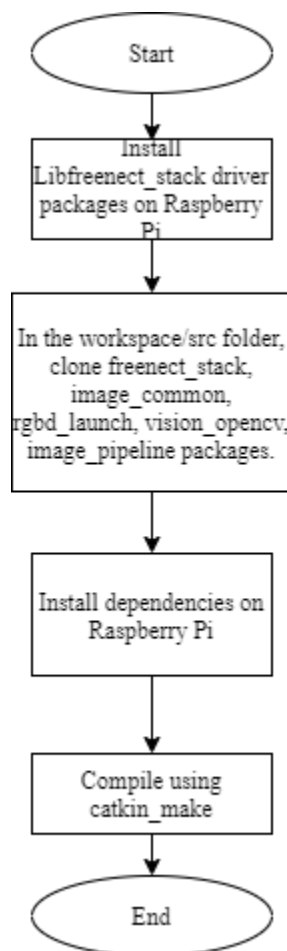 Start
Install
Libfreenect_stack driver
packages on Raspberry
Pi
In the workspace/src folder,
clone freenect_stack,
image_common,
rgbd_launch, vision_opencv,
image_pipeline packages.
Install dependencies on
Raspberry Pi
Compile using
catkin_make
End